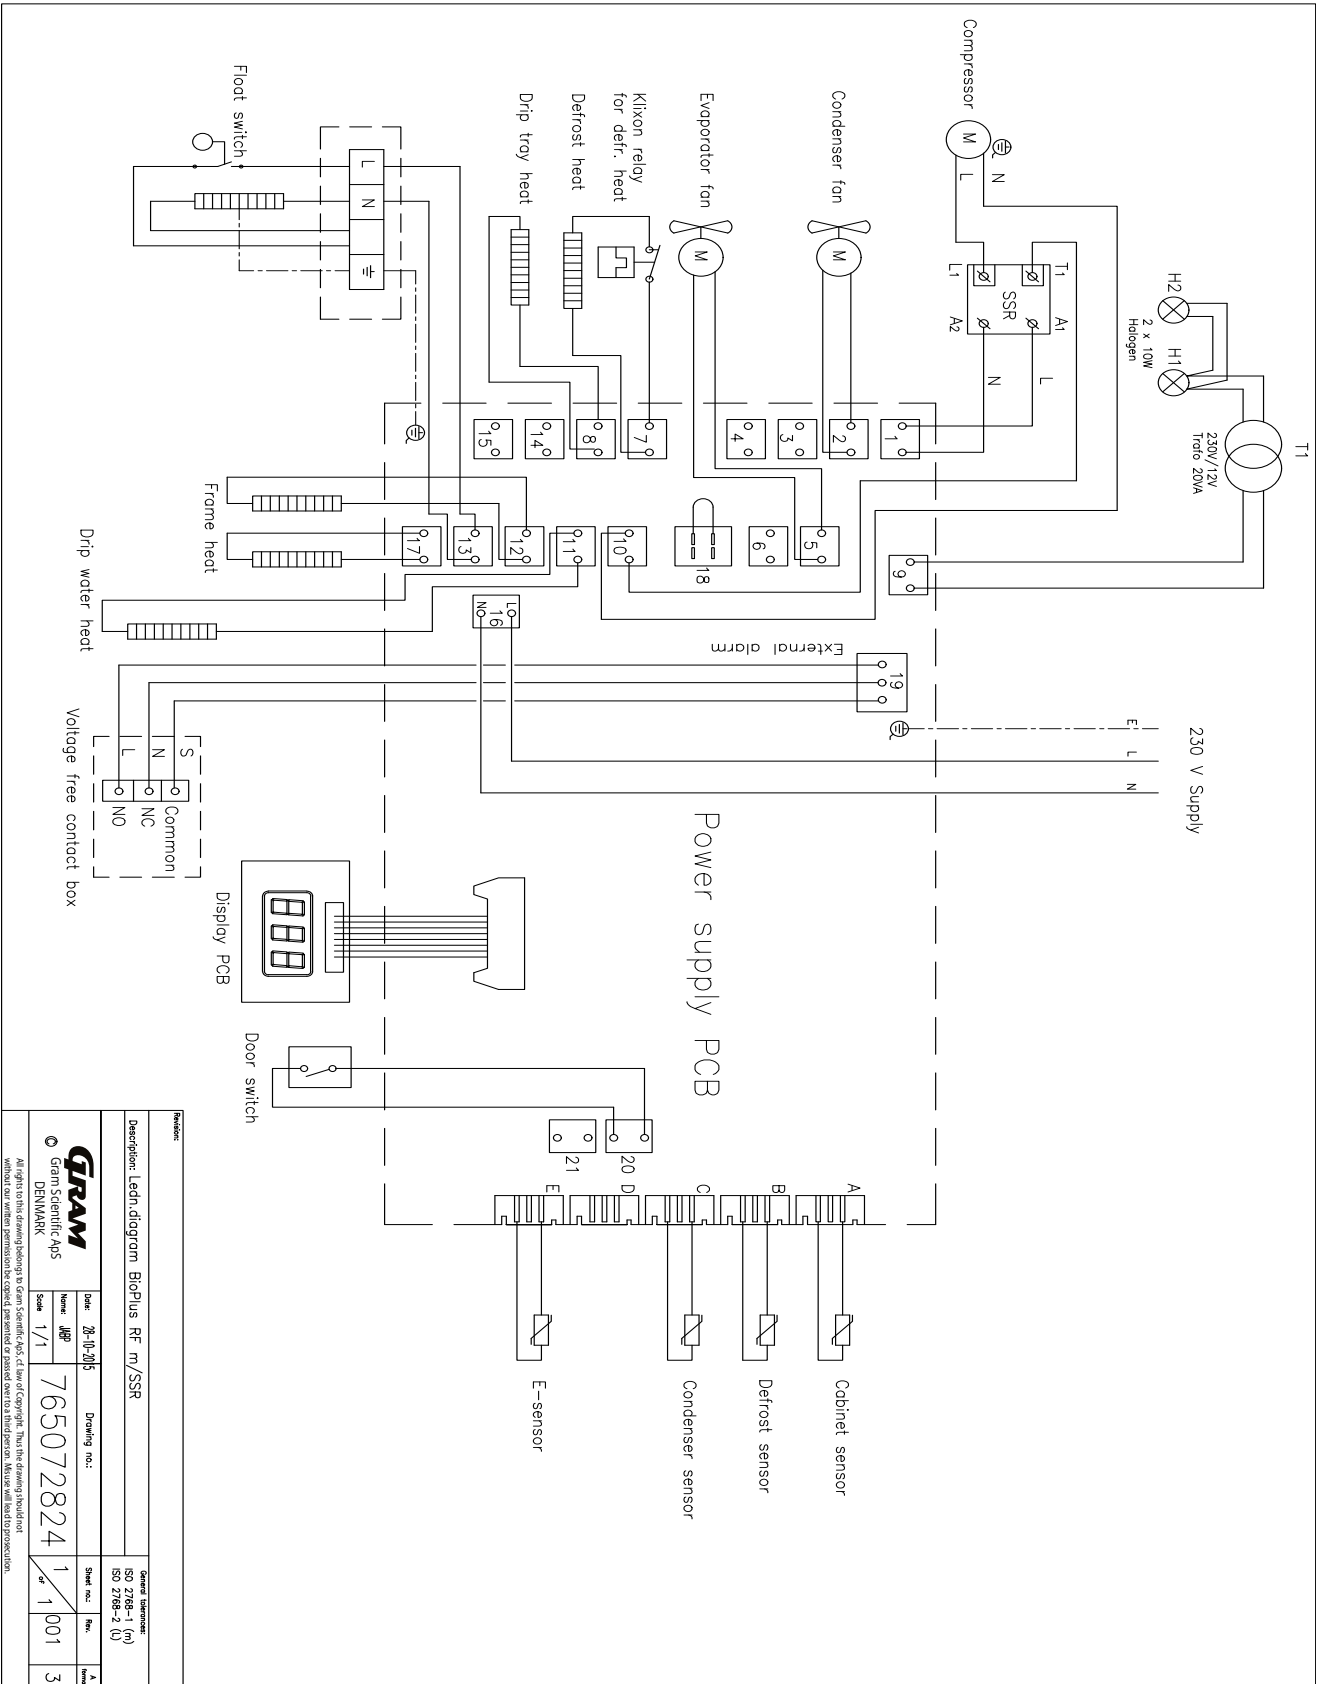 T1
230V/12V
Trafo 20VA
H2
H1
2 x 10W
Halogen
Compressor
M
N
L
T1
L1
SSR
A1
A2
L
N
Condenser fan
M
Evaporator fan
M
Klixon relay
for defr. heat
Defrost heat
Drip tray heat
Float switch
L
N
1
2
3
4
7
8
14
15
9
5
6
18
10
11
12
13
17
L
16
N
Frame heat
Drip water heat
19
External alarm
230 V Supply
E
L
N
S
N
L
Common
NC
NO
Voltage free contact box
Power supply PCB
Display PCB
Door switch
20
21
A
B
C
D
E
Cabinet sensor
Defrost sensor
Condenser sensor
E-sensor
Revision:
Description: Ledn.diagram BioPlus RF m/SSR
General tolerances:
ISO 2768-1 (m)
ISO 2768-2 (L)
GRAM
© Gram Scientific ApS
DENMARK
Date: 28-10-2015
Name: JABP
Scale 1/1
Drawing no.:
765072824
Sheet no.:
1 of 1
Rev.
001
A
3
All rights to this drawing belongs to Gram Scientific ApS, cf. law of Copyright. Thus the drawing should not
without our written permission be copied, presented or passed over to a third person. Misuse will lead to prosecution.